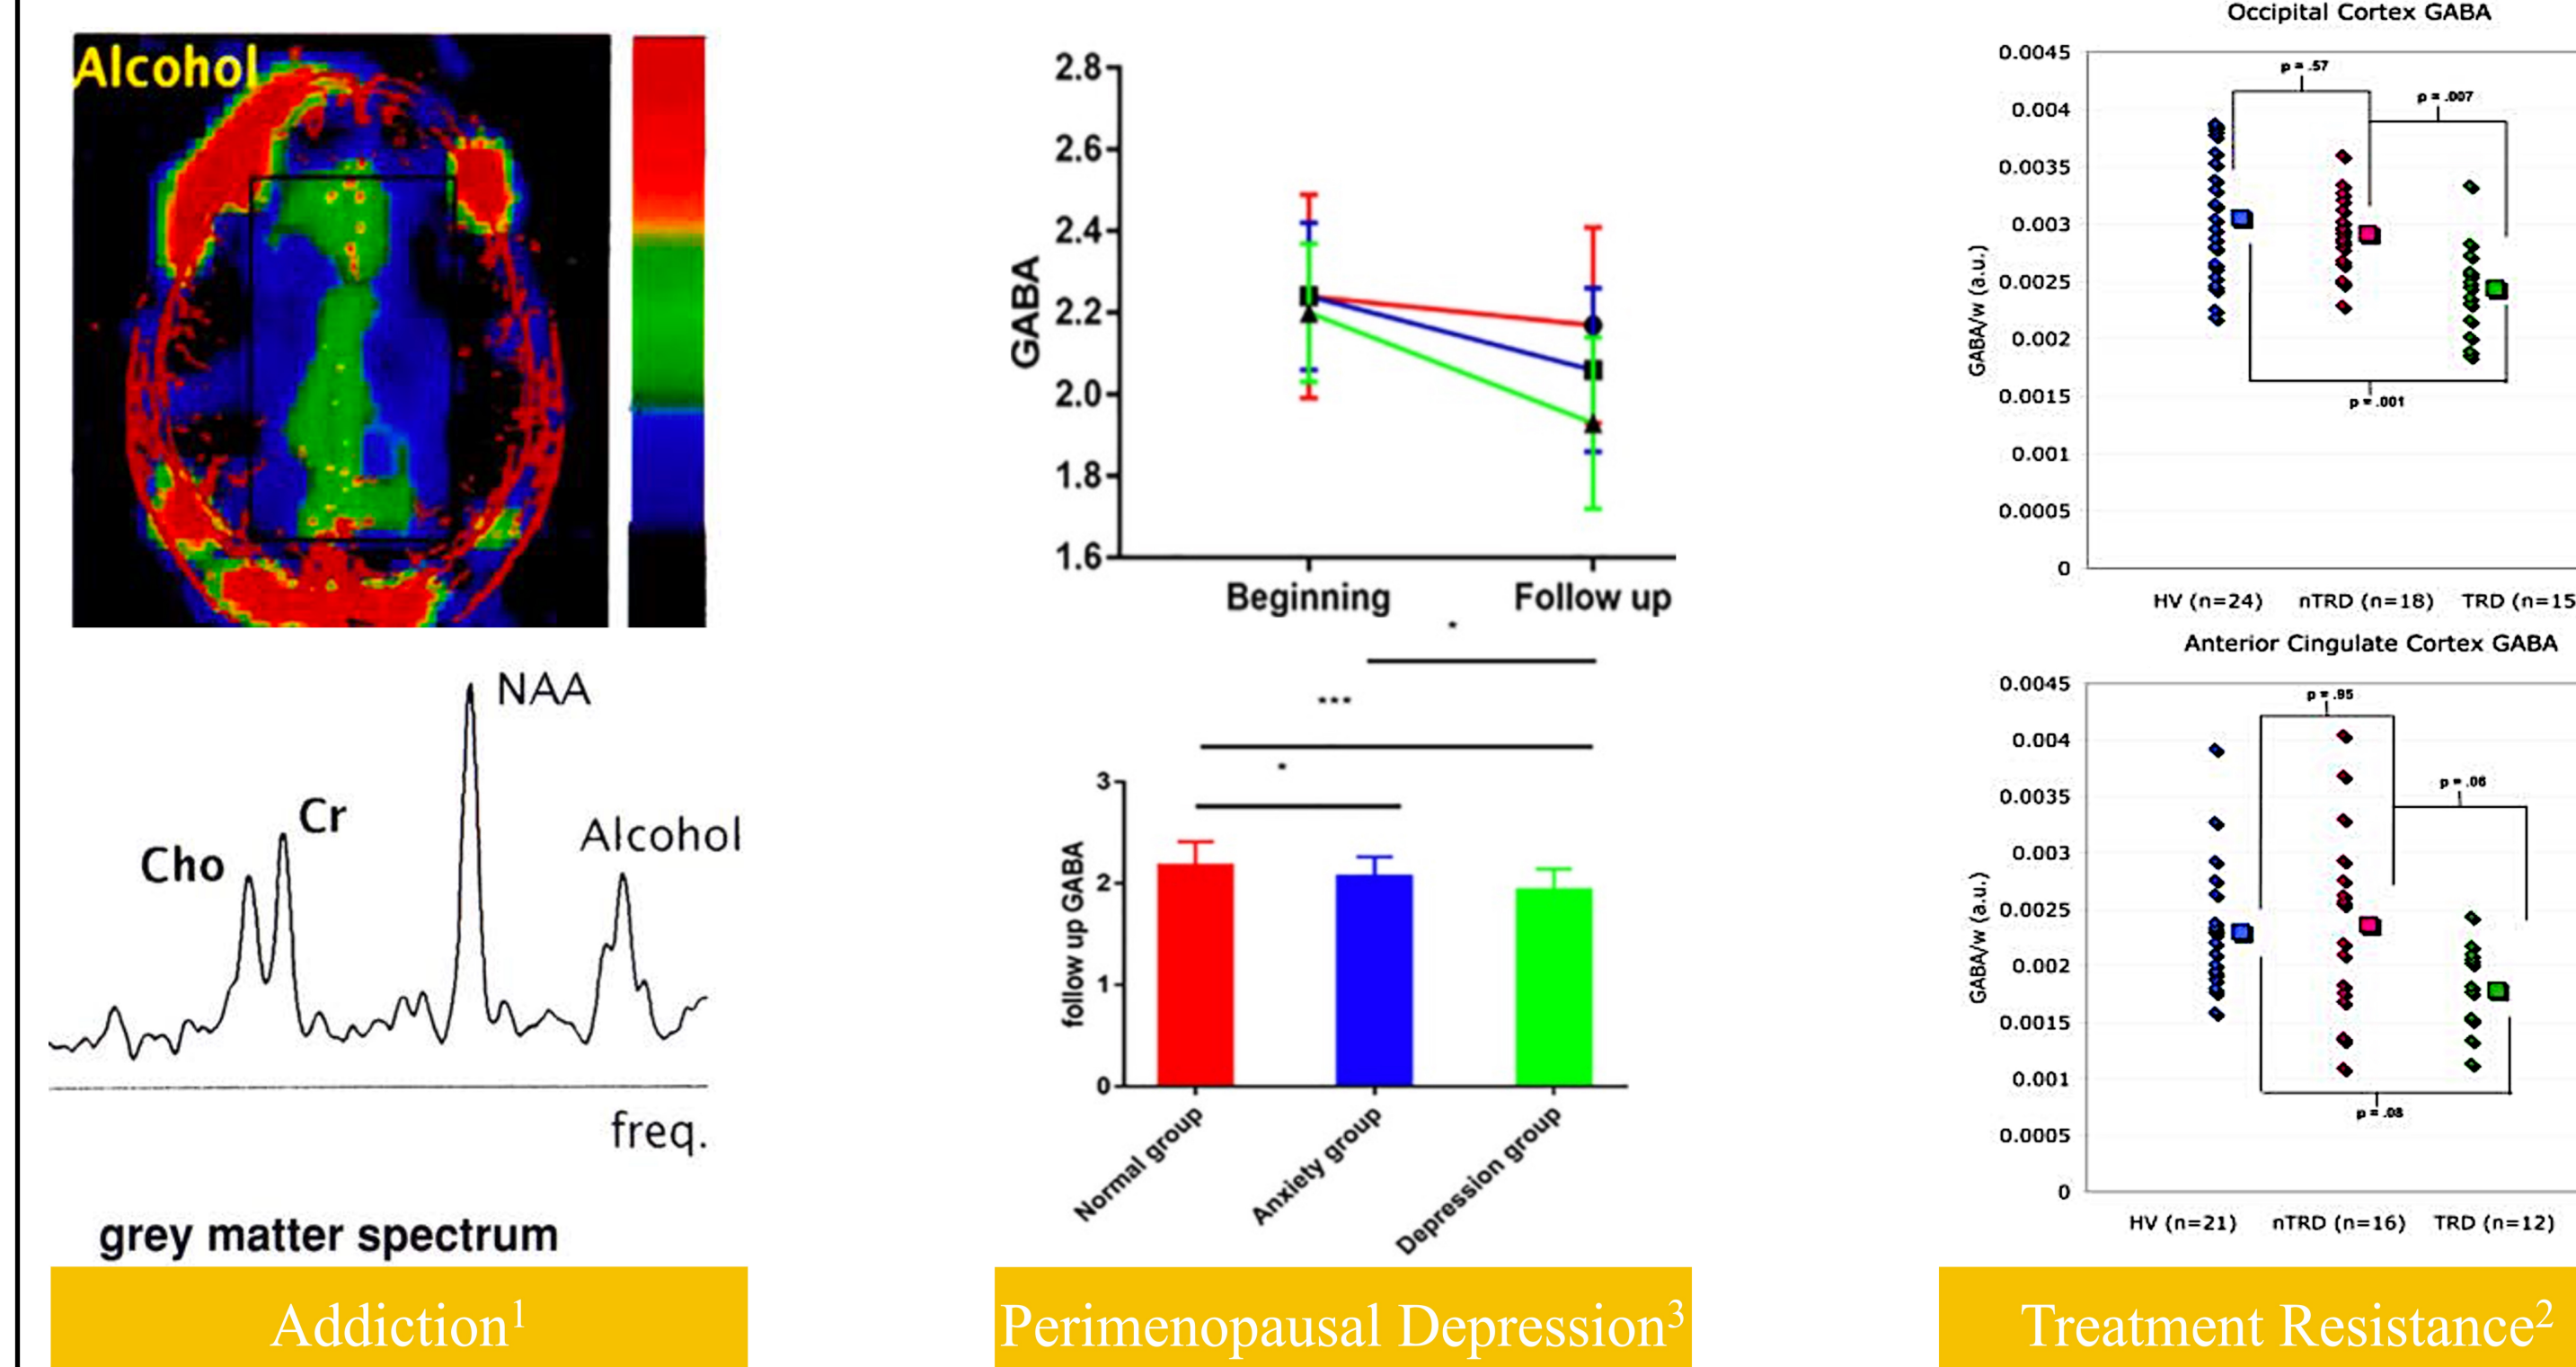 Alcohol
NAA
Cr
Cho
Alcohol
freq.
grey matter spectrum
Addiction1
2.8
2.6
2.4
2.2
2.0
1.8
1.6
GABA
Beginning Follow up
*
***
*
3
2
1
0
follow up GABA
Normal group
Anxiety group
Depression group
Perimenopausal Depression3
Occipital Cortex GABA
0.0045
0.004
0.0035
0.003
0.0025
0.002
0.0015
0.001
0.0005
0
GABA/w (a.u.)
p = .57
p = .007
p = .001
HV (n=24) nTRD (n=18) TRD (n=15
Anterior Cingulate Cortex GABA
0.0045
0.004
0.0035
0.003
0.0025
0.002
0.0015
0.001
0.0005
0
GABA/w (a.u.)
p = .95
p = .06
p = .08
HV (n=21) nTRD (n=16) TRD (n=12)
Treatment Resistance2